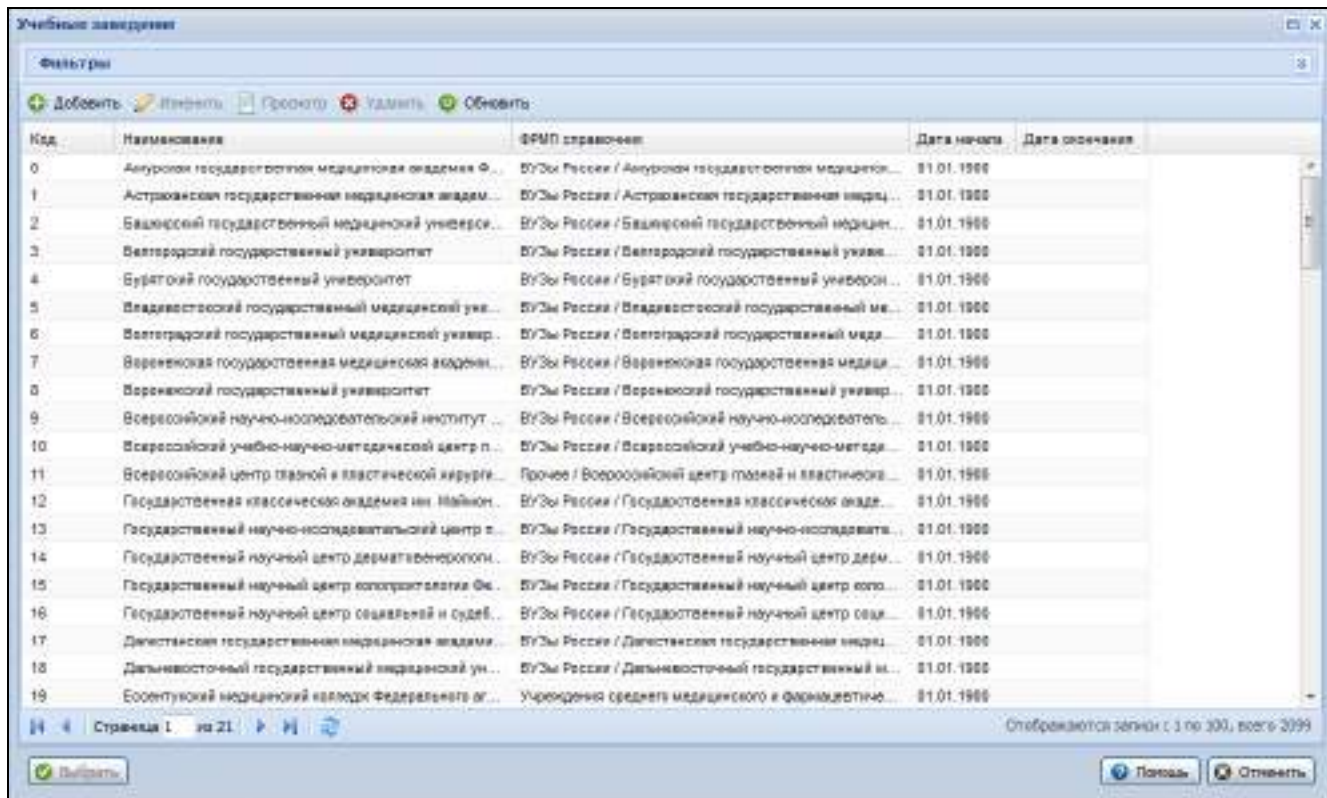 Учебные заведения
Фильтры
Добавить Изменить Просмотр Удалить Обновить
Код Наименование ФРМП справочник Дата начала Дата окончания
0 Амурская государственная медицинская академия Ф... ВУЗы России / Амурская государственная медицинск... 01.01.1900
1 Астраханская государственная медицинская академ... ВУЗы России / Астраханская государственная медиц... 01.01.1900
2 Башкирский государственный медицинский универси... ВУЗы России / Башкирский государственный медицин... 01.01.1900
3 Белгородский государственный университет ВУЗы России / Белгородский государственный униве... 01.01.1900
4 Бурятский государственный университет ВУЗы России / Бурятский государственный университ... 01.01.1900
5 Владивостокский государственный медицинский уни... ВУЗы России / Владивостокский государственный ме... 01.01.1900
6 Волгоградский государственный медицинский универ... ВУЗы России / Волгоградский государственный меди... 01.01.1900
7 Воронежская государственная медицинская академи... ВУЗы России / Воронежская государственная медици... 01.01.1900
8 Воронежский государственный университет ВУЗы России / Воронежский государственный универ... 01.01.1900
9 Всероссийский научно-исследовательский институт ... ВУЗы России / Всероссийский научно-исследователь... 01.01.1900
10 Всероссийский учебно-научно-методический центр п... ВУЗы России / Всероссийский учебно-научно-методи... 01.01.1900
11 Всероссийский центр глазной и пластической хирурги... Прочее / Всероссийский центр глазной и пластическо... 01.01.1900
12 Государственная классическая академия им. Маймон... ВУЗы России / Государственная классическая акаде... 01.01.1900
13 Государственный научно-исследовательский центр п... ВУЗы России / Государственный научно-исследовате... 01.01.1900
14 Государственный научный центр дерматовенерологи... ВУЗы России / Государственный научный центр дерм... 01.01.1900
15 Государственный научный центр колопроктологии Фе... ВУЗы России / Государственный научный центр коло... 01.01.1900
16 Государственный научный центр социальной и судеб... ВУЗы России / Государственный научный центр соци... 01.01.1900
17 Дагестанская государственная медицинская академи... ВУЗы России / Дагестанская государственная медиц... 01.01.1900
18 Дальневосточный государственный медицинский ун... ВУЗы России / Дальневосточный государственный м... 01.01.1900
19 Ессентукский медицинский колледж Федерального аг... Учреждения среднего медицинского и фармацевтиче... 01.01.1900
Страница 1 из 21 Отображаются записи с 1 по 100, всего 2099
Выбрать Помощь Отменить